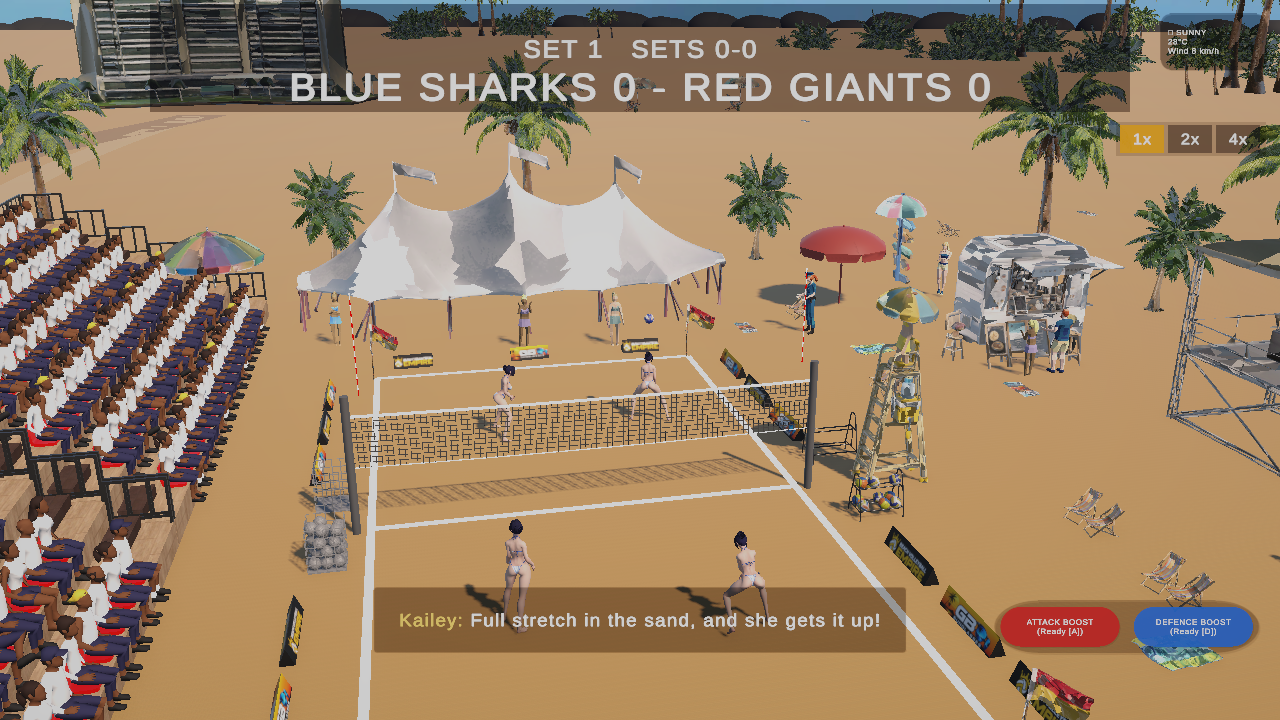 SET 1 SETS 0-0
BLUE SHARKS 0 - RED GIANTS 0
SUNNY
28°C
Wind 8 km/h
1x 2x 4x
Kailey: Full stretch in the sand, and she gets it up!
ATTACK BOOST
(Ready [A])
DEFENCE BOOST
(Ready [D])